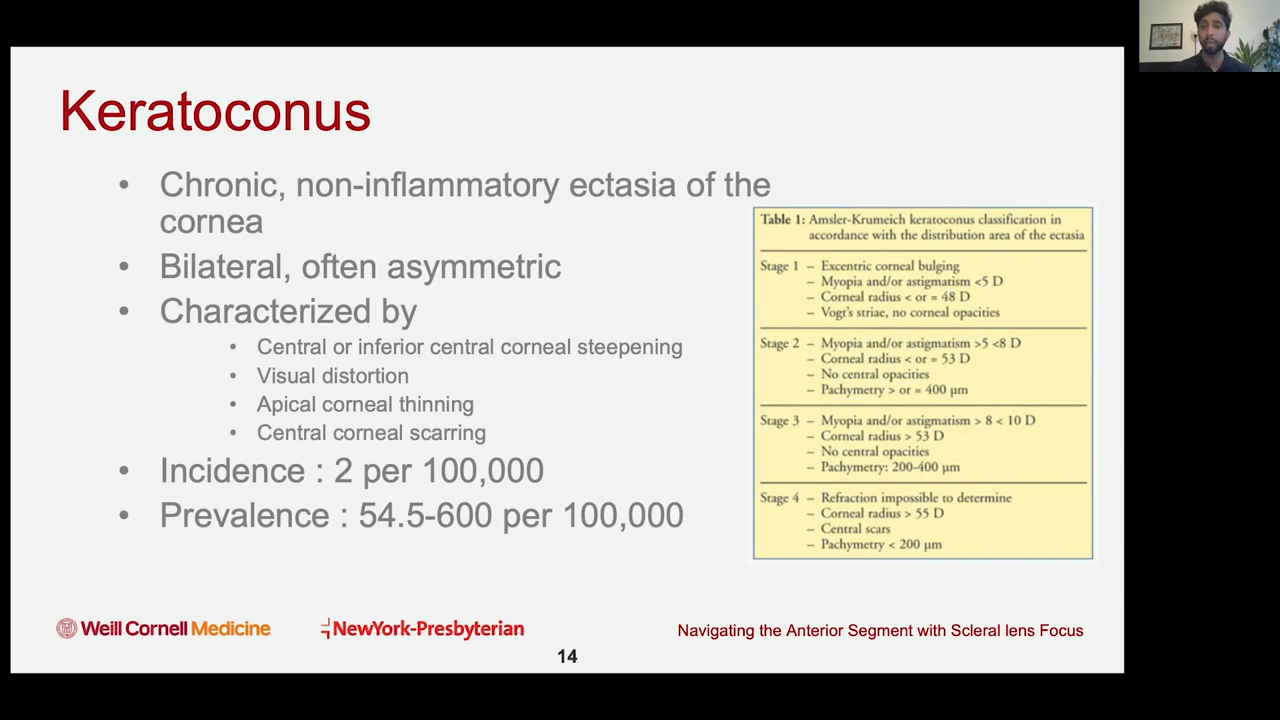 Keratoconus
• Chronic, non-inflammatory ectasia of the
cornea
• Bilateral, often asymmetric
• Characterized by
• Central or inferior central corneal steepening
• Visual distortion
• Apical corneal thinning
• Central corneal scarring
• Incidence : 2 per 100,000
• Prevalence : 54.5-600 per 100,000
Table 1: Amsler-Krumeich keratoconus classification in
accordance with the distribution area of the ectasia
Stage 1 – Excentric corneal bulging
– Myopia and/or astigmatism <5 D
– Corneal radius < or = 48 D
– Vogt's striae, no corneal opacities
Stage 2 – Myopia and/or astigmatism >5 <8 D
– Corneal radius < or = 53 D
– No central opacities
– Pachymetry > or = 400 μm
Stage 3 – Myopia and/or astigmatism > 8 < 10 D
– Corneal radius > 53 D
– No central opacities
– Pachymetry: 200-400 μm
Stage 4 – Refraction impossible to determine
– Corneal radius > 55 D
– Central scars
– Pachymetry < 200 μm
Weill Cornell Medicine
NewYork-Presbyterian
Navigating the Anterior Segment with Scleral lens Focus
14